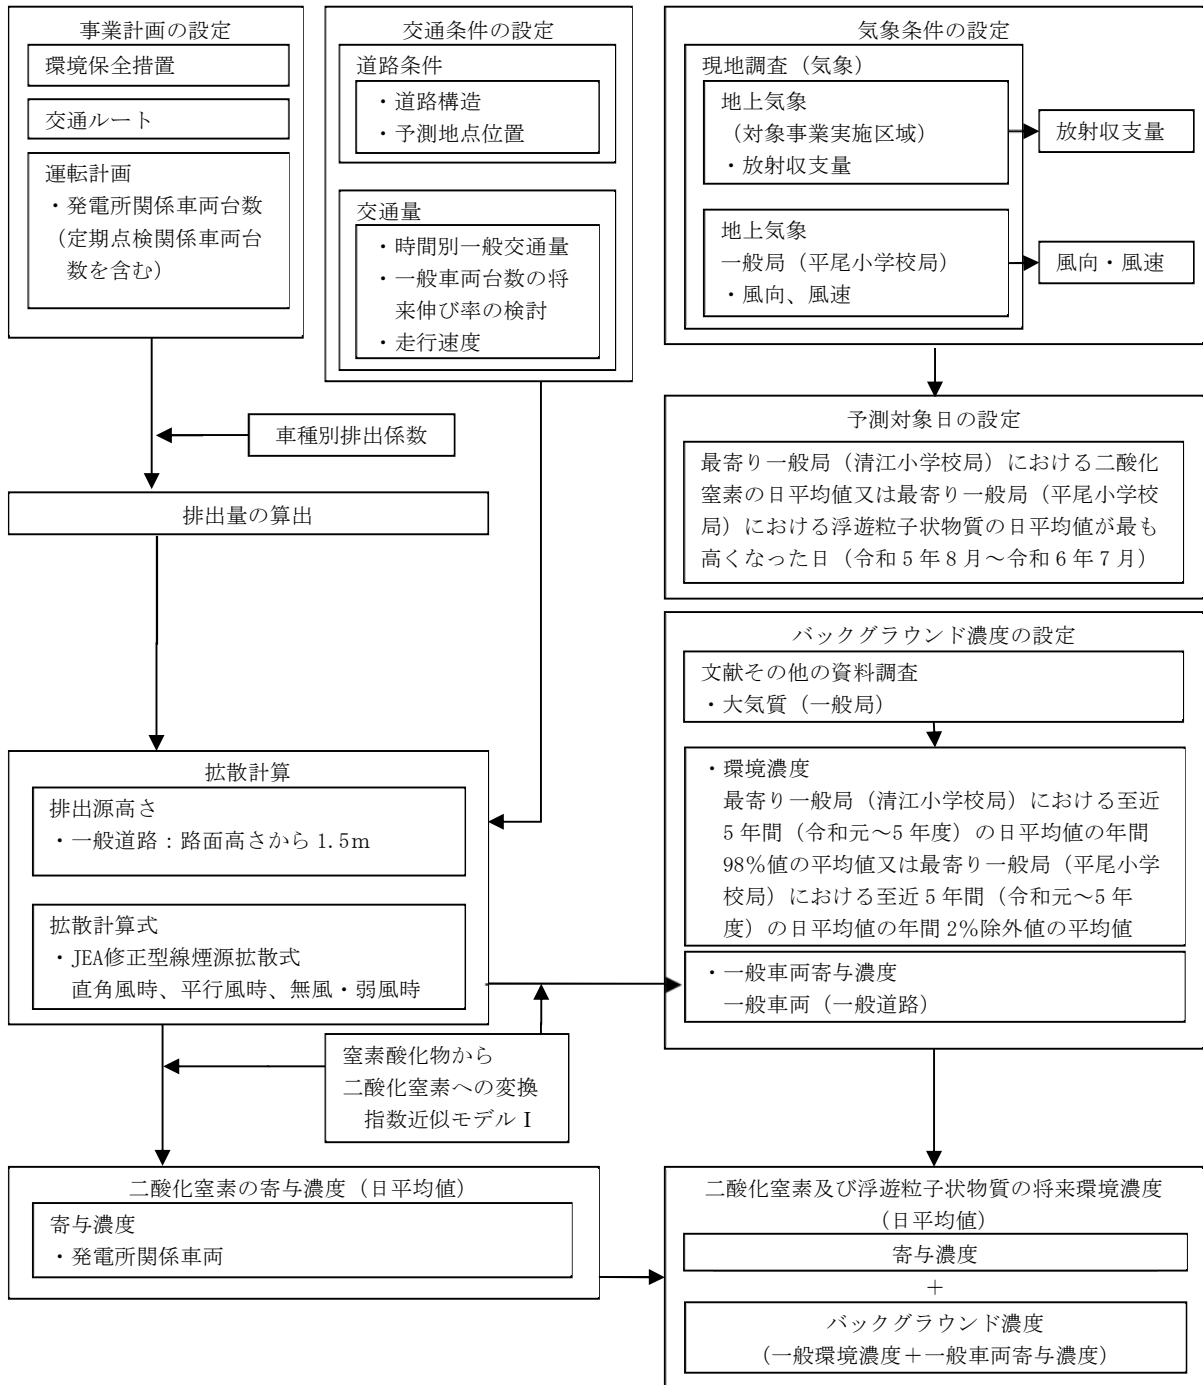 事業計画の設定
環境保全措置
交通ルート
運転計画
・発電所関係車両台数
（定期点検関係車両台
数を含む）
交通条件の設定
道路条件
・道路構造
・予測地点位置
交通量
・時間別一般交通量
・一般車両台数の将
来伸び率の検討
・走行速度
気象条件の設定
現地調査（気象）
地上気象
（対象事業実施区域）
・放射収支量
放射収支量
地上気象
一般局（平尾小学校局）
・風向、風速
風向・風速
車種別排出係数
排出量の算出
予測対象日の設定
最寄り一般局（清江小学校局）における二酸化
窒素の日平均値又は最寄り一般局（平尾小学校
局）における浮遊粒子状物質の日平均値が最も
高くなった日（令和5年8月～令和6年7月）
バックグラウンド濃度の設定
文献その他の資料調査
・大気質（一般局）
・環境濃度
最寄り一般局（清江小学校局）における至近
5年間（令和元～5年度）の日平均値の年間
98％値の平均値又は最寄り一般局（平尾小学
校局）における至近5年間（令和元～5年
度）の日平均値の年間2％除外値の平均値
・一般車両寄与濃度
一般車両（一般道路）
拡散計算
排出源高さ
・一般道路：路面高さから1.5m
拡散計算式
・JEA修正型線煙源拡散式
直角風時、平行風時、無風・弱風時
窒素酸化物から
二酸化窒素への変換
指数近似モデルⅠ
二酸化窒素の寄与濃度（日平均値）
寄与濃度
・発電所関係車両
二酸化窒素及び浮遊粒子状物質の将来環境濃度
（日平均値）
寄与濃度
＋
バックグラウンド濃度
（一般環境濃度＋一般車両寄与濃度）